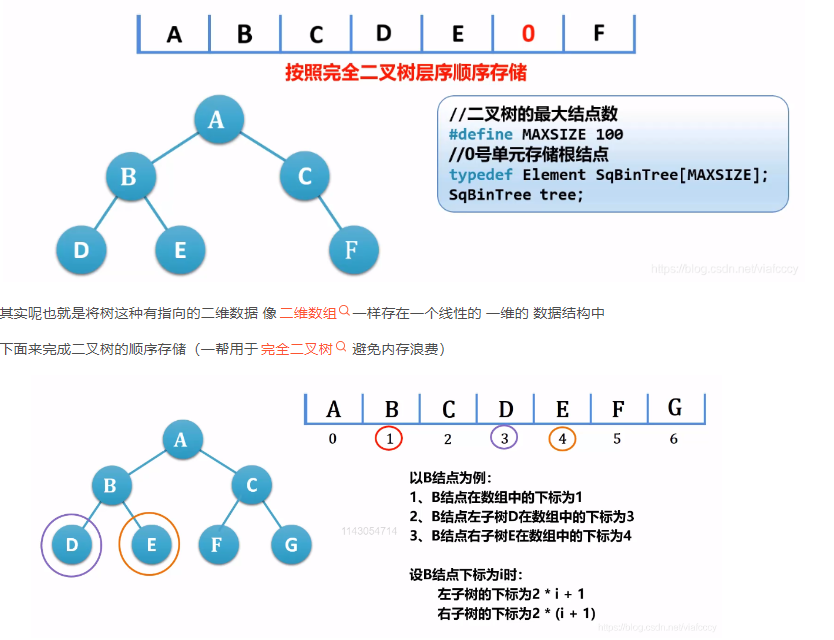 A B C D E 0 F
按照完全二叉树层序顺序存储
A
B C
D E F
//二叉树的最大结点数
#define MAXSIZE 100
//0号单元存储根结点
typedef Element SqBinTree[MAXSIZE];
SqBinTree tree;
https://blog.csdn.net/viafcccy
其实呢也就是将树这种有指向的二维数据 像 二维数组 一样存在一个线性的 一维的 数据结构中
下面来完成二叉树的顺序存储（一帮用于 完全二叉树 避免内存浪费）
A B C D E F G
0 1 2 3 4 5 6
A
B C
D E F G
1143054714
以B结点为例：
1、B结点在数组中的下标为1
2、B结点左子树D在数组中的下标为3
3、B结点右子树E在数组中的下标为4
设B结点下标为i时：
左子树的下标为2 * i + 1
右子树的下标为2 * (i + 1)
https://blog.csdn.net/viafcccy